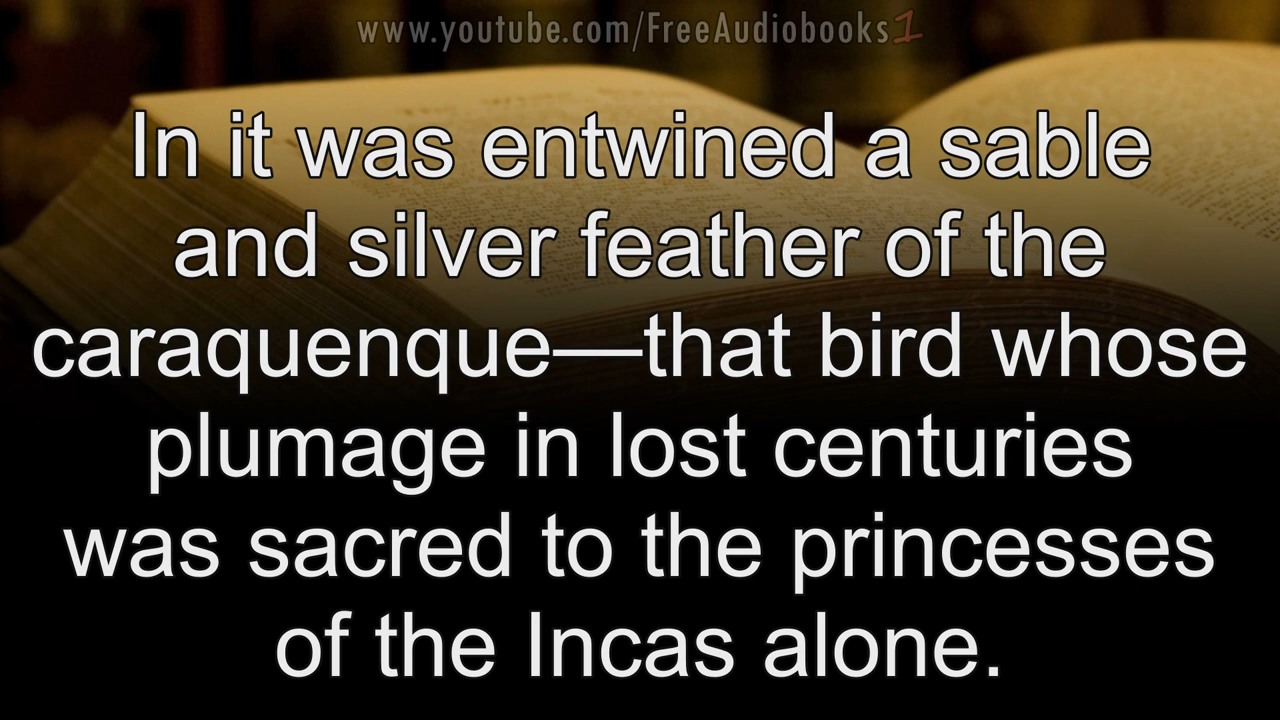 www.youtube.com/FreeAudiobooks1
In it was entwined a sable
and silver feather of the
caraquenque—that bird whose
plumage in lost centuries
was sacred to the princesses
of the Incas alone.